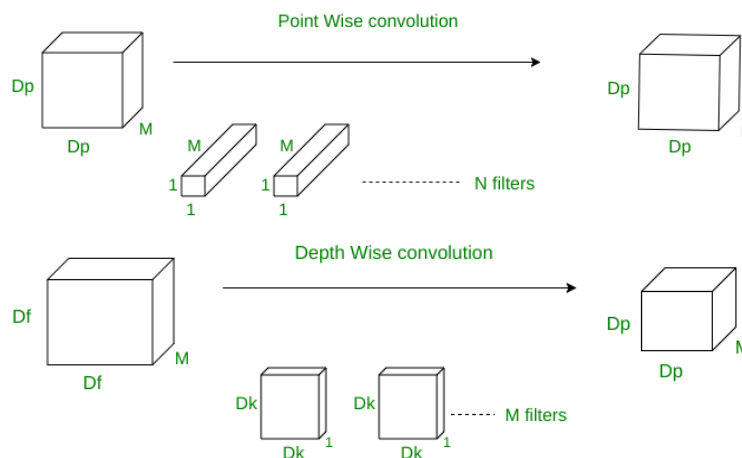 Point Wise convolution
Dp
M
Dp
Dp
Dp
M
M
1
1
1
1
N filters
Depth Wise convolution
Df
M
Df
Dp
M
Dp
Dk
Dk
1
Dk
Dk
1
M filters